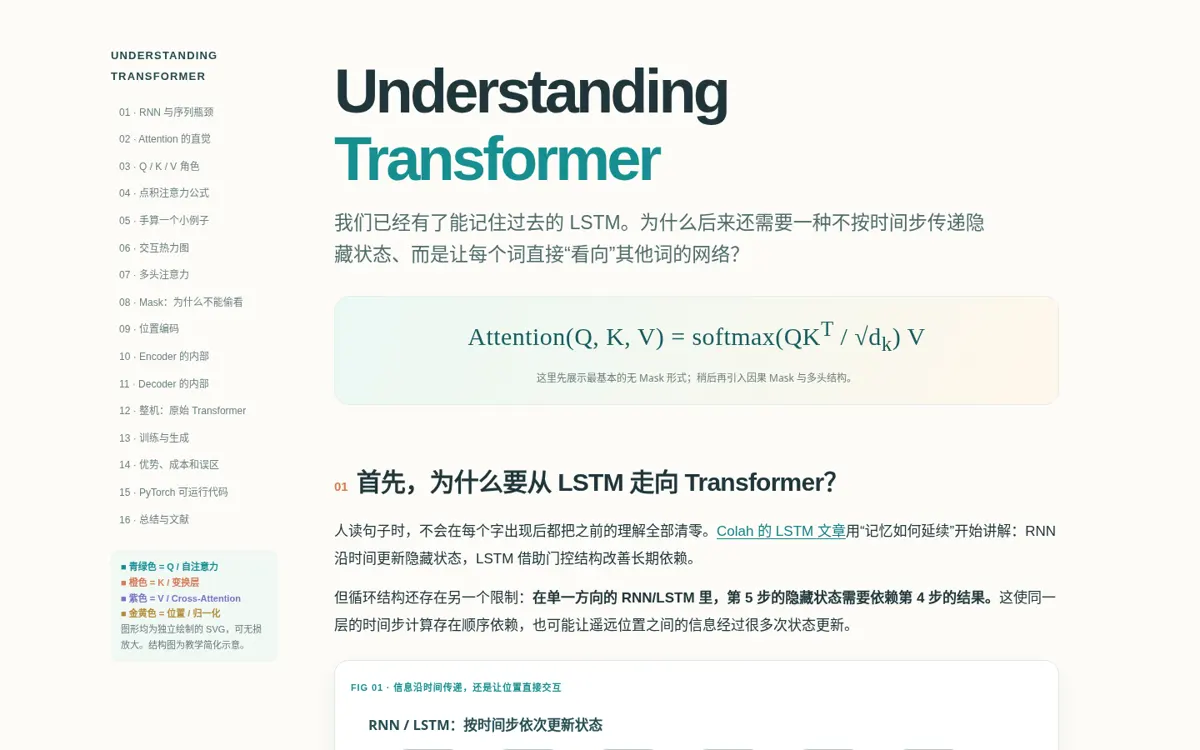 UNDERSTANDING
TRANSFORMER
01 · RNN 与序列瓶颈
02 · Attention 的直觉
03 · Q / K / V 角色
04 · 点积注意力公式
05 · 手算一个小例子
06 · 交互热力图
07 · 多头注意力
08 · Mask：为什么不能偷看
09 · 位置编码
10 · Encoder 的内部
11 · Decoder 的内部
12 · 整机：原始 Transformer
13 · 训练与生成
14 · 优势、成本和误区
15 · PyTorch 可运行代码
16 · 总结与文献
■ 青绿色 = Q / 自注意力
■ 橙色 = K / 变换层
■ 紫色 = V / Cross-Attention
■ 金黄色 = 位置 / 归一化
图形均为独立绘制的 SVG，可无损
放大。结构图为教学简化示意。
Understanding
Transformer
我们已经有了能记住过去的 LSTM。为什么后来还需要一种不按时间步传递隐
藏状态、而是让每个词直接“看向”其他词的网络？
Attention(Q, K, V) = softmax(QK^T / √d_k) V
这里先展示最基本的无 Mask 形式；稍后再引入因果 Mask 与多头结构。
01 首先，为什么要从 LSTM 走向 Transformer？
人读句子时，不会在每个字出现后都把之前的理解全部清零。Colah 的 LSTM 文章用“记忆如何延续”开始讲解：RNN
沿时间更新隐藏状态，LSTM 借助门控结构改善长期依赖。
但循环结构还存在另一个限制：在单一方向的 RNN/LSTM 里，第 5 步的隐藏状态需要依赖第 4 步的结果。这使同一
层的时间步计算存在顺序依赖，也可能让遥远位置之间的信息经过很多次状态更新。
FIG 01 · 信息沿时间传递，还是让位置直接交互
RNN / LSTM：按时间步依次更新状态